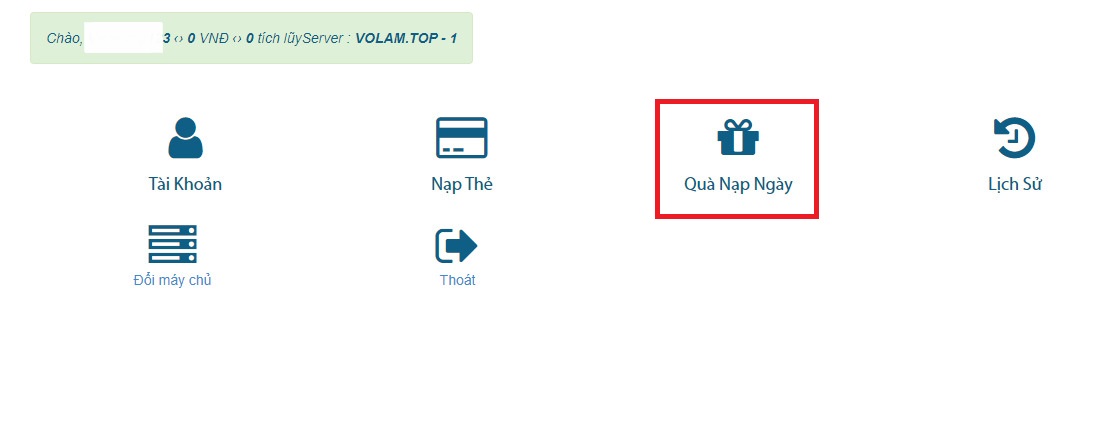 Chào, 3 ‹› 0 VNĐ ‹› 0 tích lũyServer : VOLAM.TOP - 1
Tài Khoản
Nạp Thẻ
Quà Nạp Ngày
Lịch Sử
Đổi máy chủ
Thoát